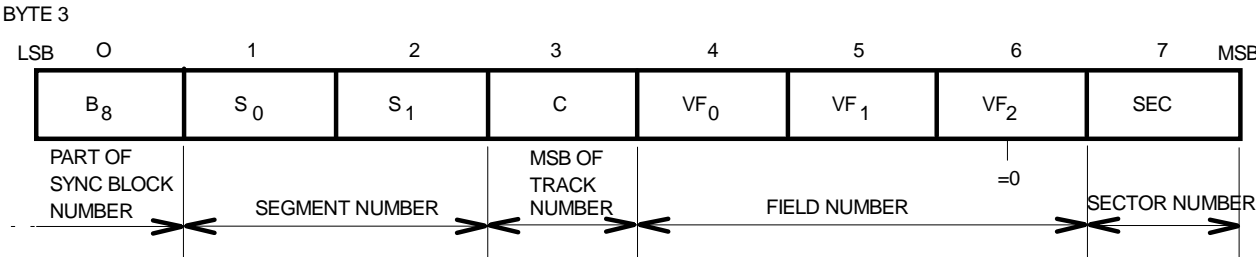 BYTE 3
LSB O 1 2 3 4 5 6 7 MSB
B8 S0 S1 C VF0 VF1 VF2 SEC
PART OF
SYNC BLOCK
NUMBER
SEGMENT NUMBER
MSB OF
TRACK
NUMBER
FIELD NUMBER
=0
SECTOR NUMBER